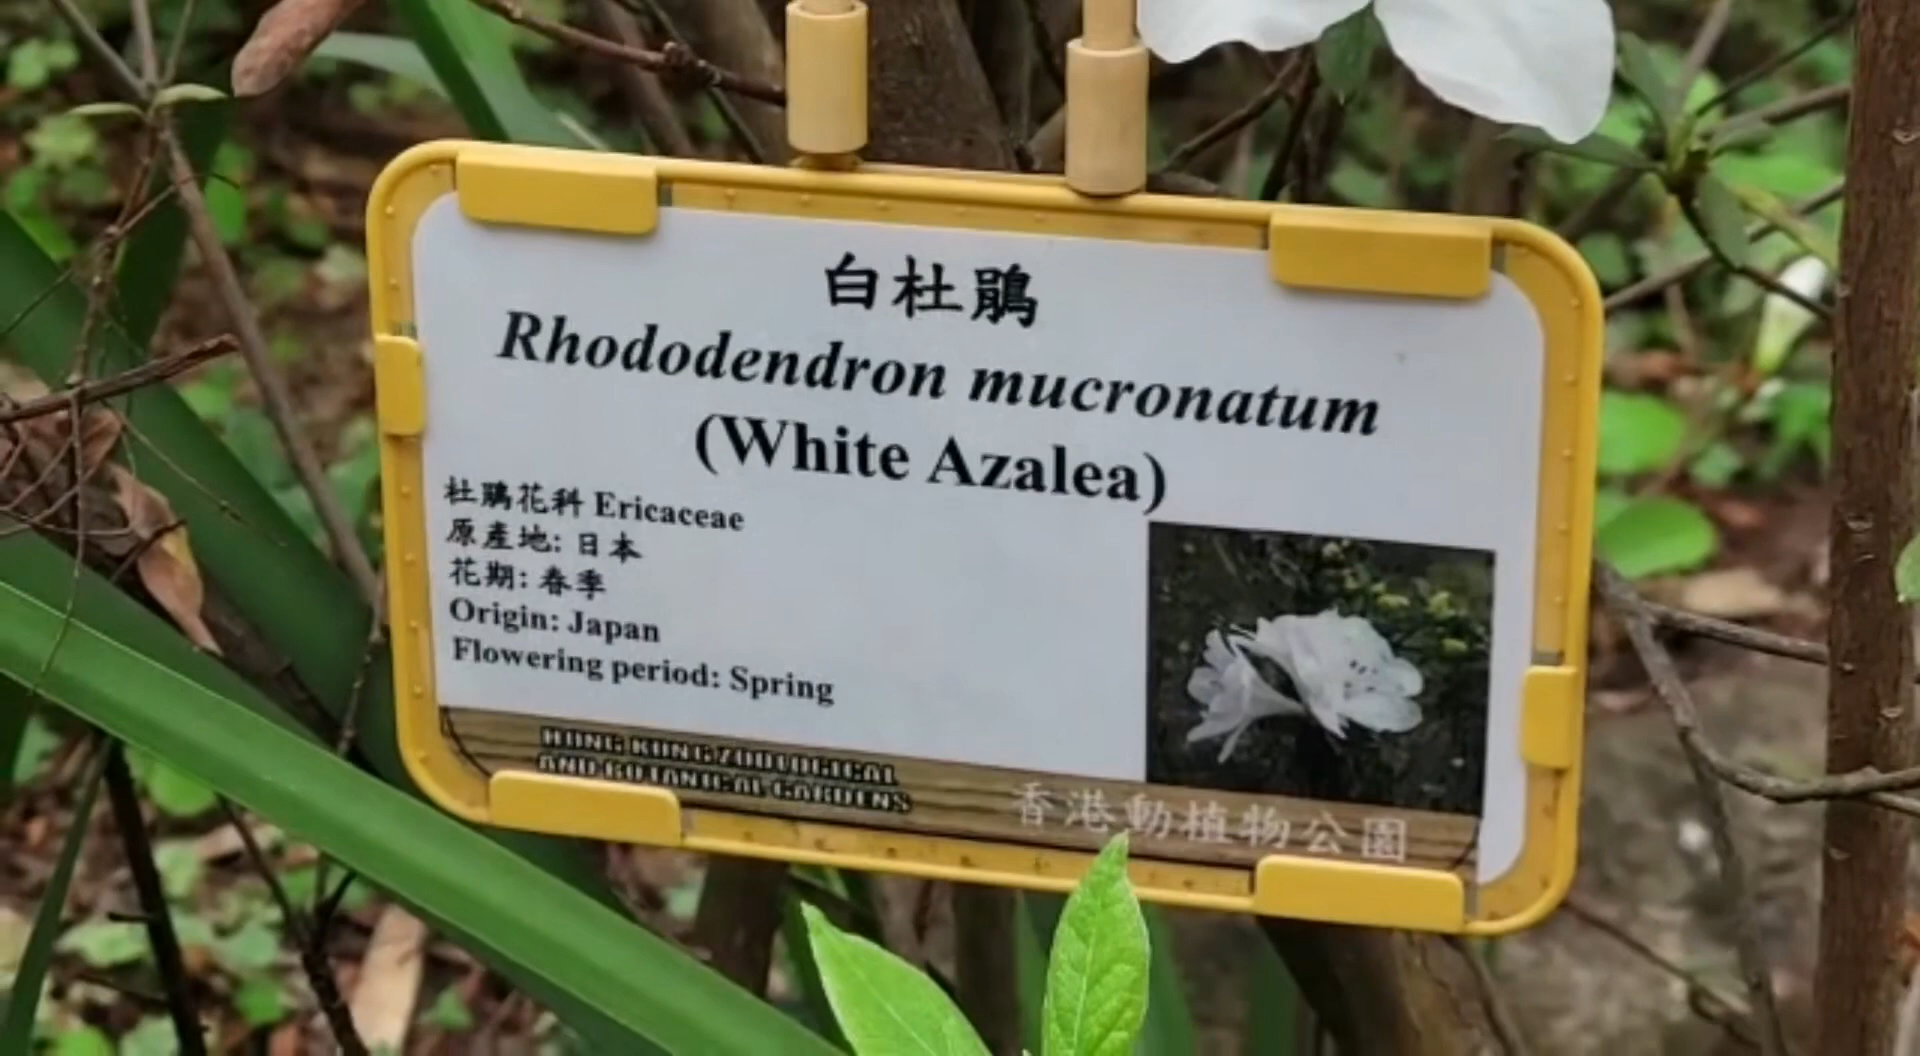 白杜鵑
Rhododendron mucronatum
(White Azalea)
杜鵑花科 Ericaceae
原產地: 日本
花期: 春季
Origin: Japan
Flowering period: Spring
HONG KONG ZOOLOGICAL
AND BOTANICAL GARDENS
香港動植物公園